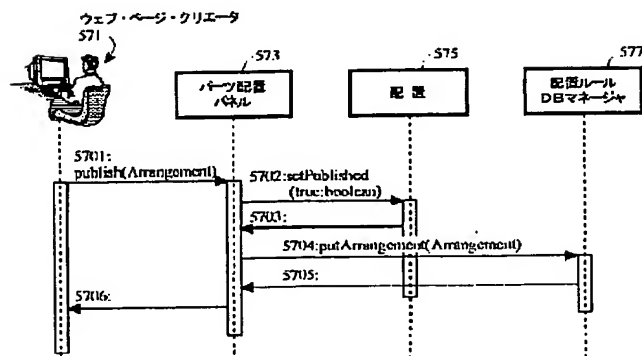 ウェブ・ページ・クリエータ
571
573
575
577
パーツ配置
パネル
配置
配置ルール
DBマネージャ
5701:
publish(Arrangement)
5702:setPublished
(true:boolean)
5703:
5704:putArrangement(Arrangement)
5705:
5706: